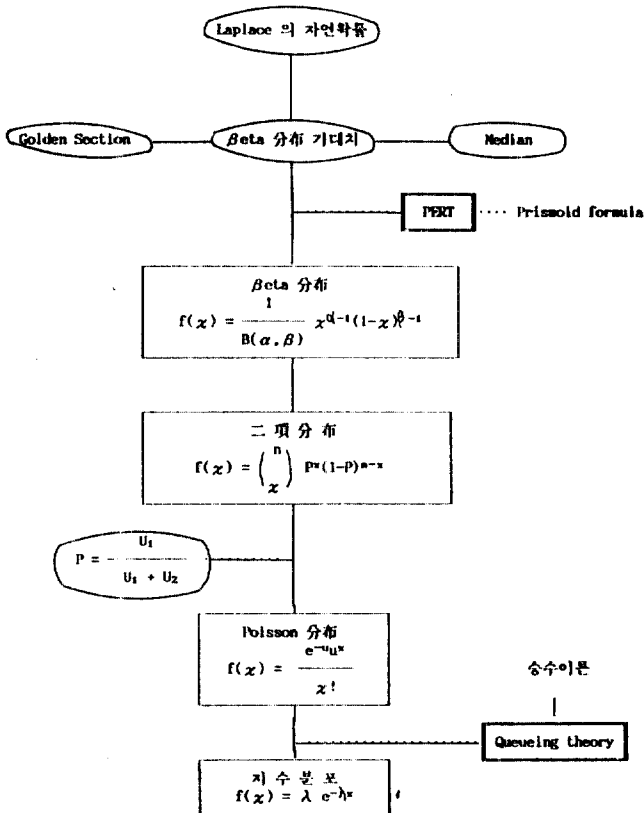 Laplace 의 자연확률
Golden Section
βeta 分布 기대치
Median
PERT ···· Prismoid formula
βeta 分布
f(x) = 1 / B(α,β) x^α-1 (1-x)^β-1
二 項 分 布
f(x) = (n x) P^x (1-P)^n-x
P = U₁ / U₁ + U₂
Poisson 分布
f(x) = e^-u u^x / x!
Queueing theory
지 수 분 포
f(x) = λ e^-λx